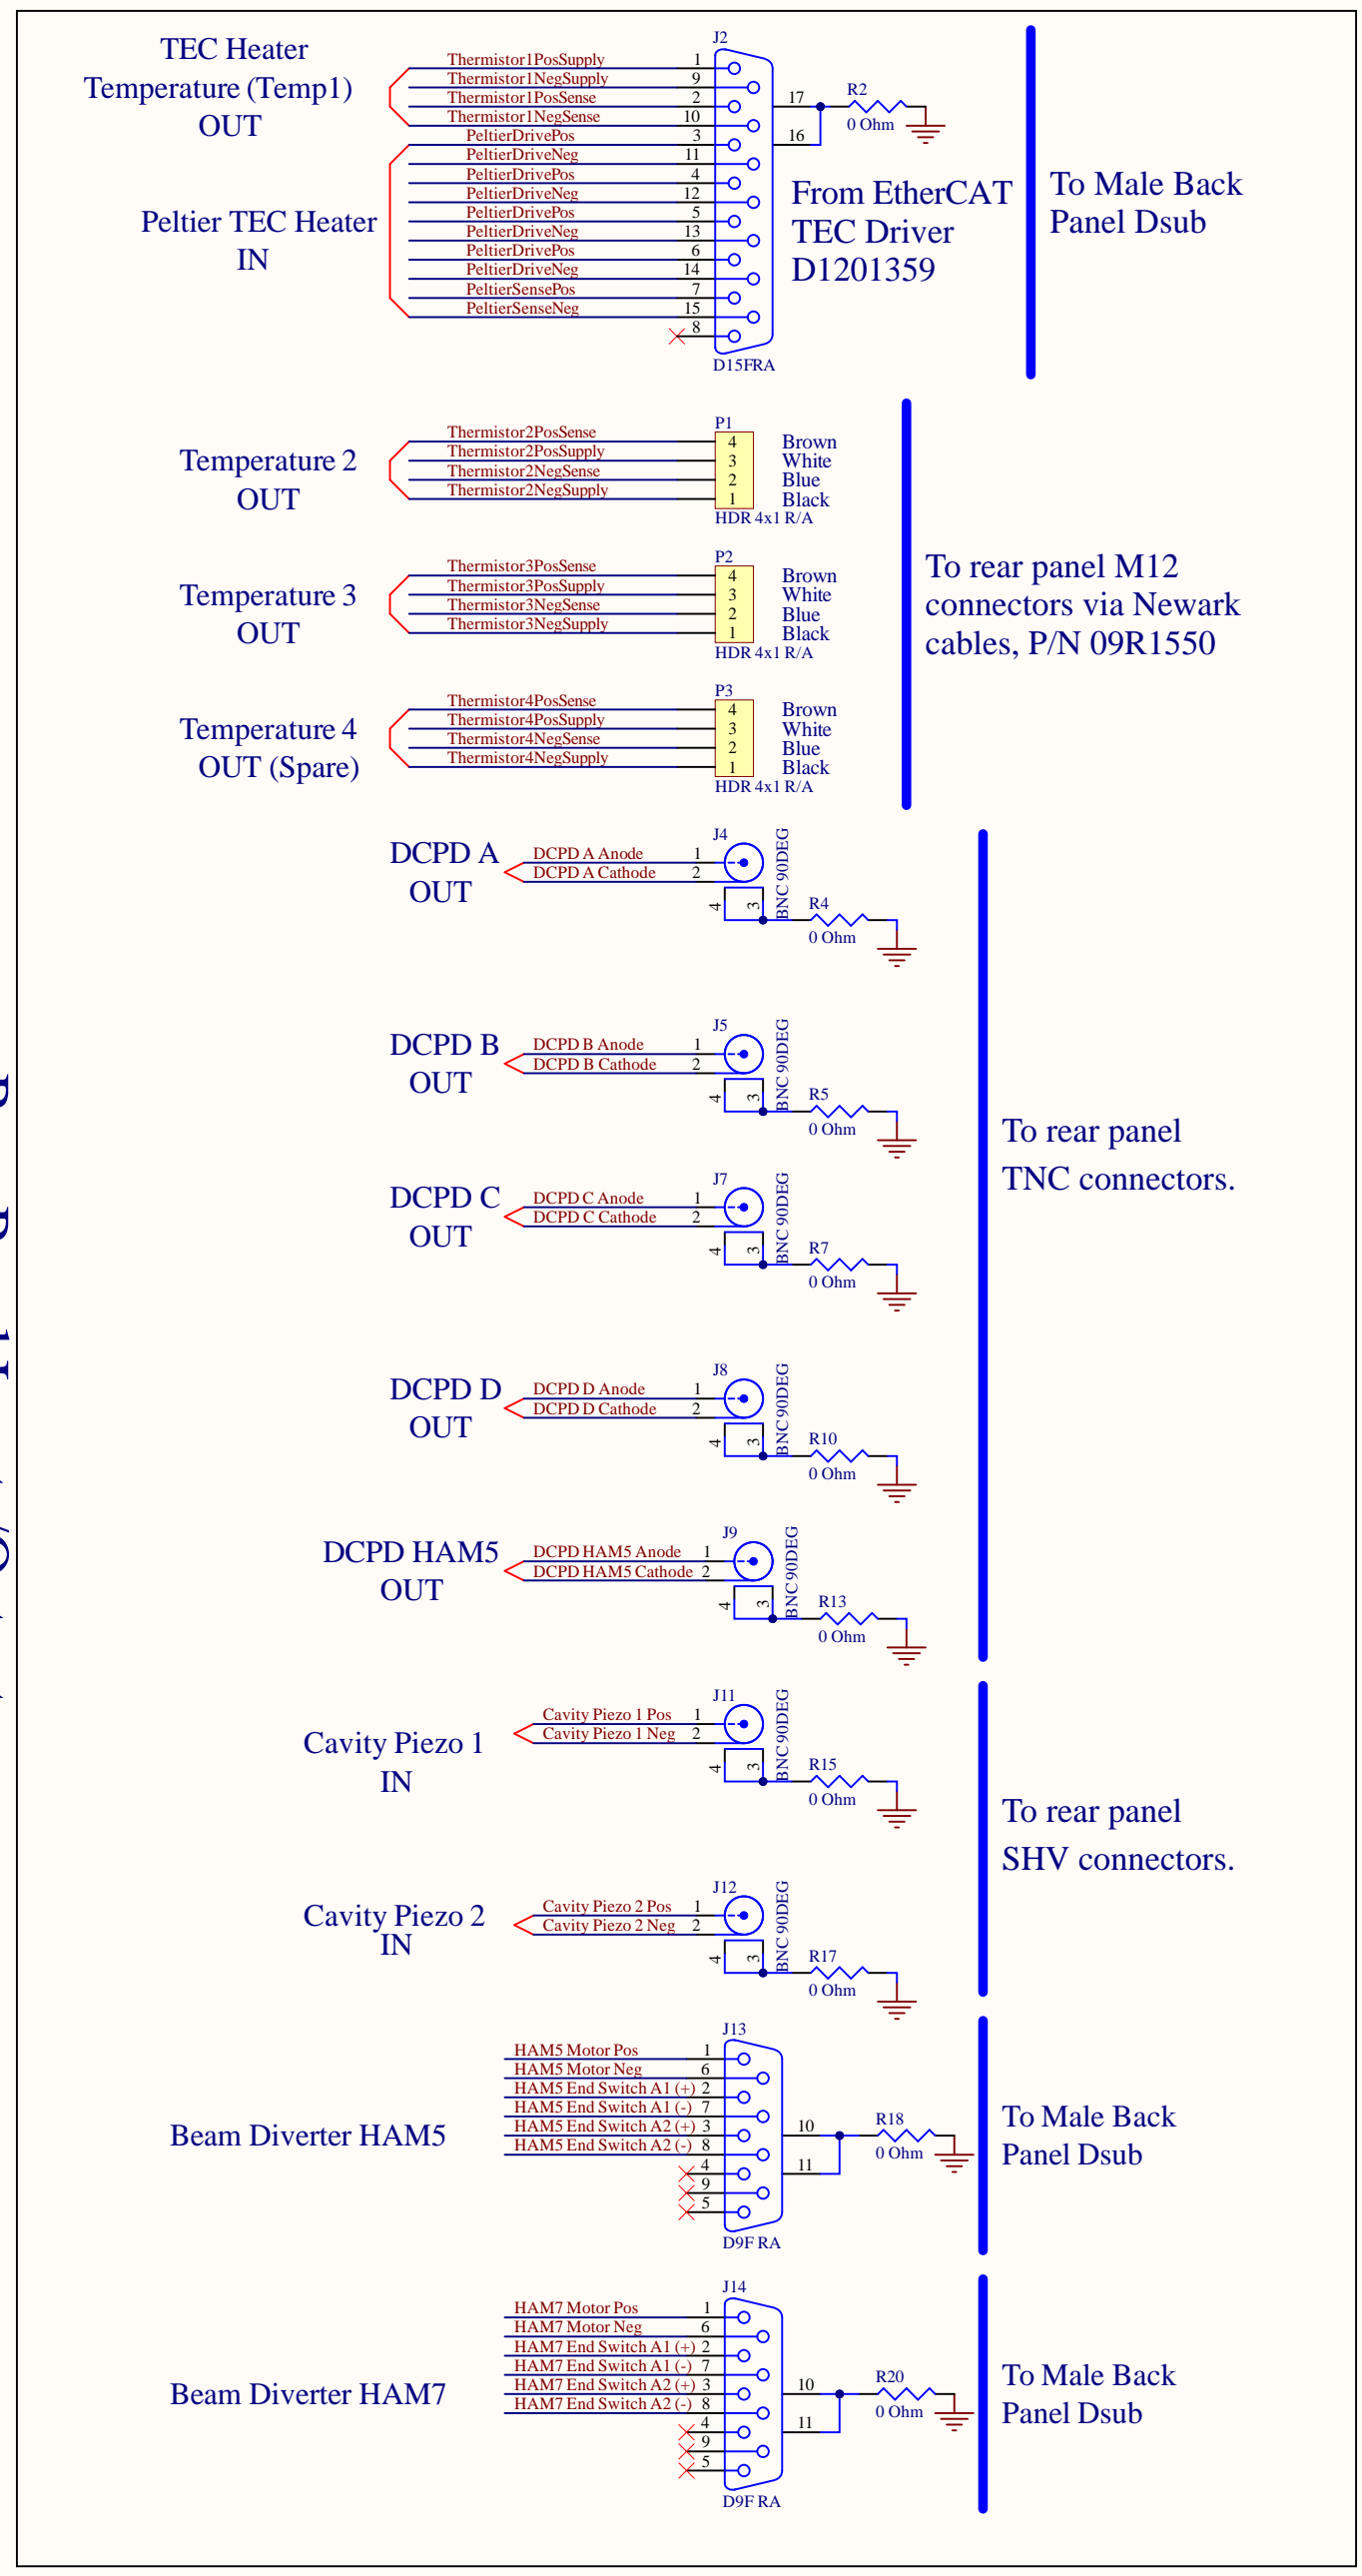 TEC Heater
Temperature (Temp1)
OUT
Peltier TEC Heater
IN
J2
Thermistor1PosSupply 1
Thermistor1NegSupply 9
Thermistor1PosSense 2
Thermistor1NegSense 10
PeltierDrivePos 3
PeltierDriveNeg 11
PeltierDrivePos 4
PeltierDriveNeg 12
PeltierDrivePos 5
PeltierDriveNeg 13
PeltierDrivePos 6
PeltierDriveNeg 14
PeltierSensePos 7
PeltierSenseNeg 15
8
D15FRA
17
16
R2
0 Ohm
From EtherCAT
TEC Driver
D1201359
To Male Back
Panel Dsub
Temperature 2
OUT
P1
Thermistor2PosSense 4 Brown
Thermistor2PosSupply 3 White
Thermistor2NegSense 2 Blue
Thermistor2NegSupply 1 Black
HDR 4x1 R/A
Temperature 3
OUT
P2
Thermistor3PosSense 4 Brown
Thermistor3PosSupply 3 White
Thermistor3NegSense 2 Blue
Thermistor3NegSupply 1 Black
HDR 4x1 R/A
To rear panel M12
connectors via Newark
cables, P/N 09R1550
Temperature 4
OUT (Spare)
P3
Thermistor4PosSense 4 Brown
Thermistor4PosSupply 3 White
Thermistor4NegSense 2 Blue
Thermistor4NegSupply 1 Black
HDR 4x1 R/A
DCPD A
OUT
J4
DCPD A Anode 1
DCPD A Cathode 2
4 3
BNC 90DEG
R4
0 Ohm
DCPD B
OUT
J5
DCPD B Anode 1
DCPD B Cathode 2
4 3
BNC 90DEG
R5
0 Ohm
To rear panel
TNC connectors.
DCPD C
OUT
J7
DCPD C Anode 1
DCPD C Cathode 2
4 3
BNC 90DEG
R7
0 Ohm
DCPD D
OUT
J8
DCPD D Anode 1
DCPD D Cathode 2
4 3
BNC 90DEG
R10
0 Ohm
DCPD HAM5
OUT
J9
DCPD HAM5 Anode 1
DCPD HAM5 Cathode 2
4 3
BNC 90DEG
R13
0 Ohm
Cavity Piezo 1
IN
J11
Cavity Piezo 1 Pos 1
Cavity Piezo 1 Neg 2
4 3
BNC 90DEG
R15
0 Ohm
To rear panel
SHV connectors.
Cavity Piezo 2
IN
J12
Cavity Piezo 2 Pos 1
Cavity Piezo 2 Neg 2
4 3
BNC 90DEG
R17
0 Ohm
Beam Diverter HAM5
J13
HAM5 Motor Pos 1
HAM5 Motor Neg 6
HAM5 End Switch A1 (+) 2
HAM5 End Switch A1 (-) 7
HAM5 End Switch A2 (+) 3
HAM5 End Switch A2 (-) 8
4
9
5
D9F RA
10
11
R18
0 Ohm
To Male Back
Panel Dsub
Beam Diverter HAM7
J14
HAM7 Motor Pos 1
HAM7 Motor Neg 6
HAM7 End Switch A1 (+) 2
HAM7 End Switch A1 (-) 7
HAM7 End Switch A2 (+) 3
HAM7 End Switch A2 (-) 8
4
9
5
D9F RA
10
11
R20
0 Ohm
To Male Back
Panel Dsub